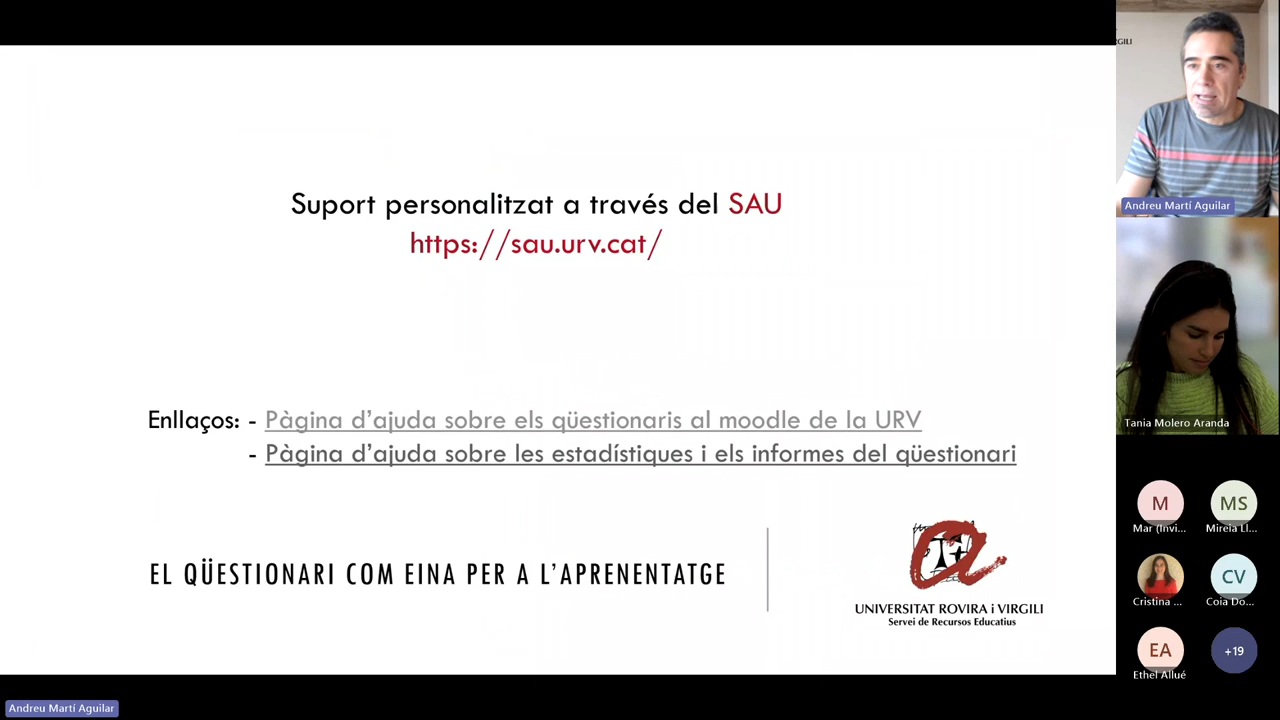 Suport personalitzat a través del SAU
https://sau.urv.cat/
Enllaços: - Pàgina d'ajuda sobre els qüestionaris al moodle de la URV
- Pàgina d'ajuda sobre les estadístiques i els informes del qüestionari
EL QÜESTIONARI COM EINA PER A L'APRENENTATGE
UNIVERSITAT ROVIRA i VIRGILI
Servei de Recursos Educatius
Andreu Martí Aguilar
RGILI
Andreu Martí Aguilar
Tania Molero Aranda
M
Mar (Invi...
MS
Mireia Ll...
Cristina ...
CV
Coia Do...
EA
Ethel Allué
+19